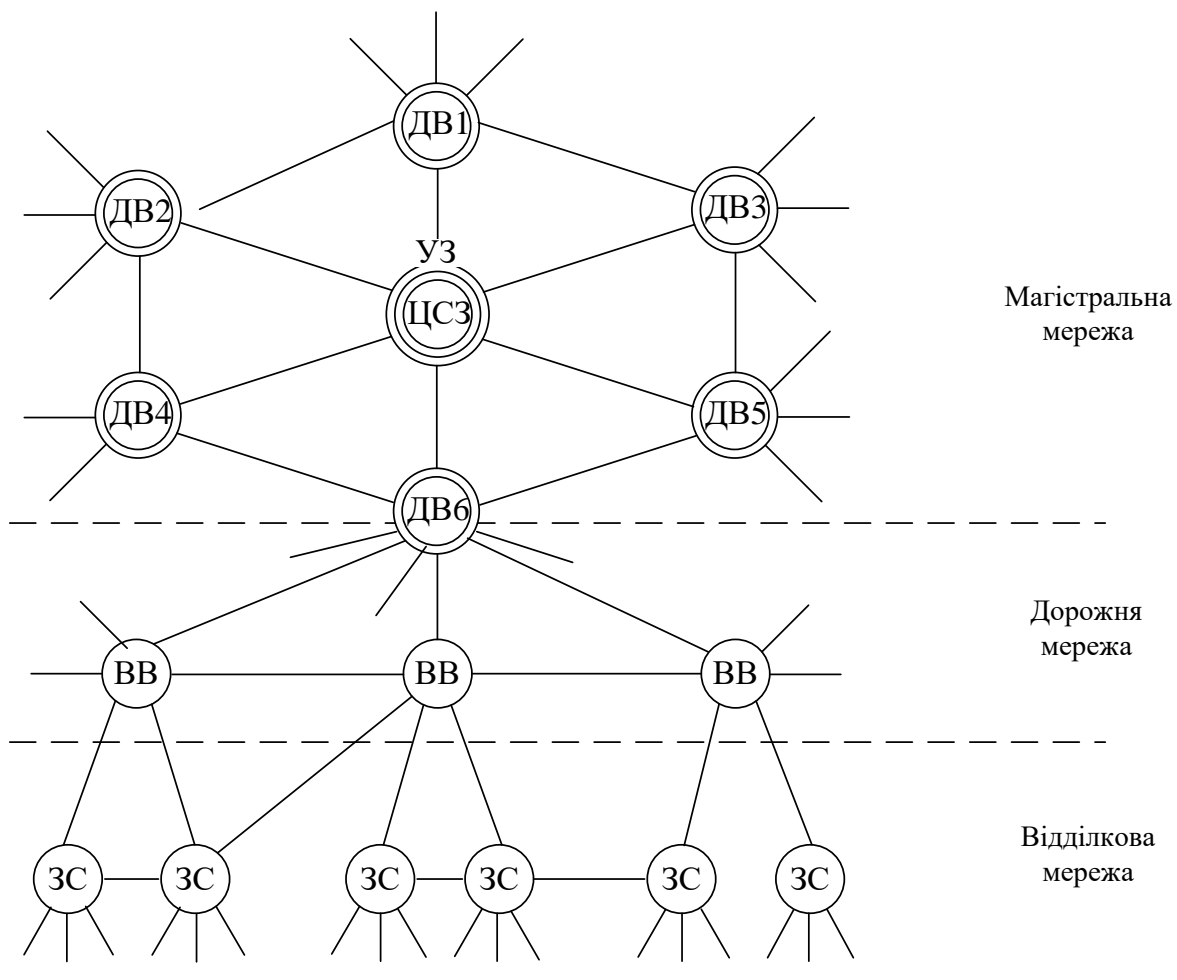 ДВ1
ДВ2
ДВ3
УЗ
ЦСЗ
Магістральна
мережа
ДВ4
ДВ5
ДВ6
Дорожня
мережа
ВВ
ВВ
ВВ
Відділкова
мережа
ЗС
ЗС
ЗС
ЗС
ЗС
ЗС